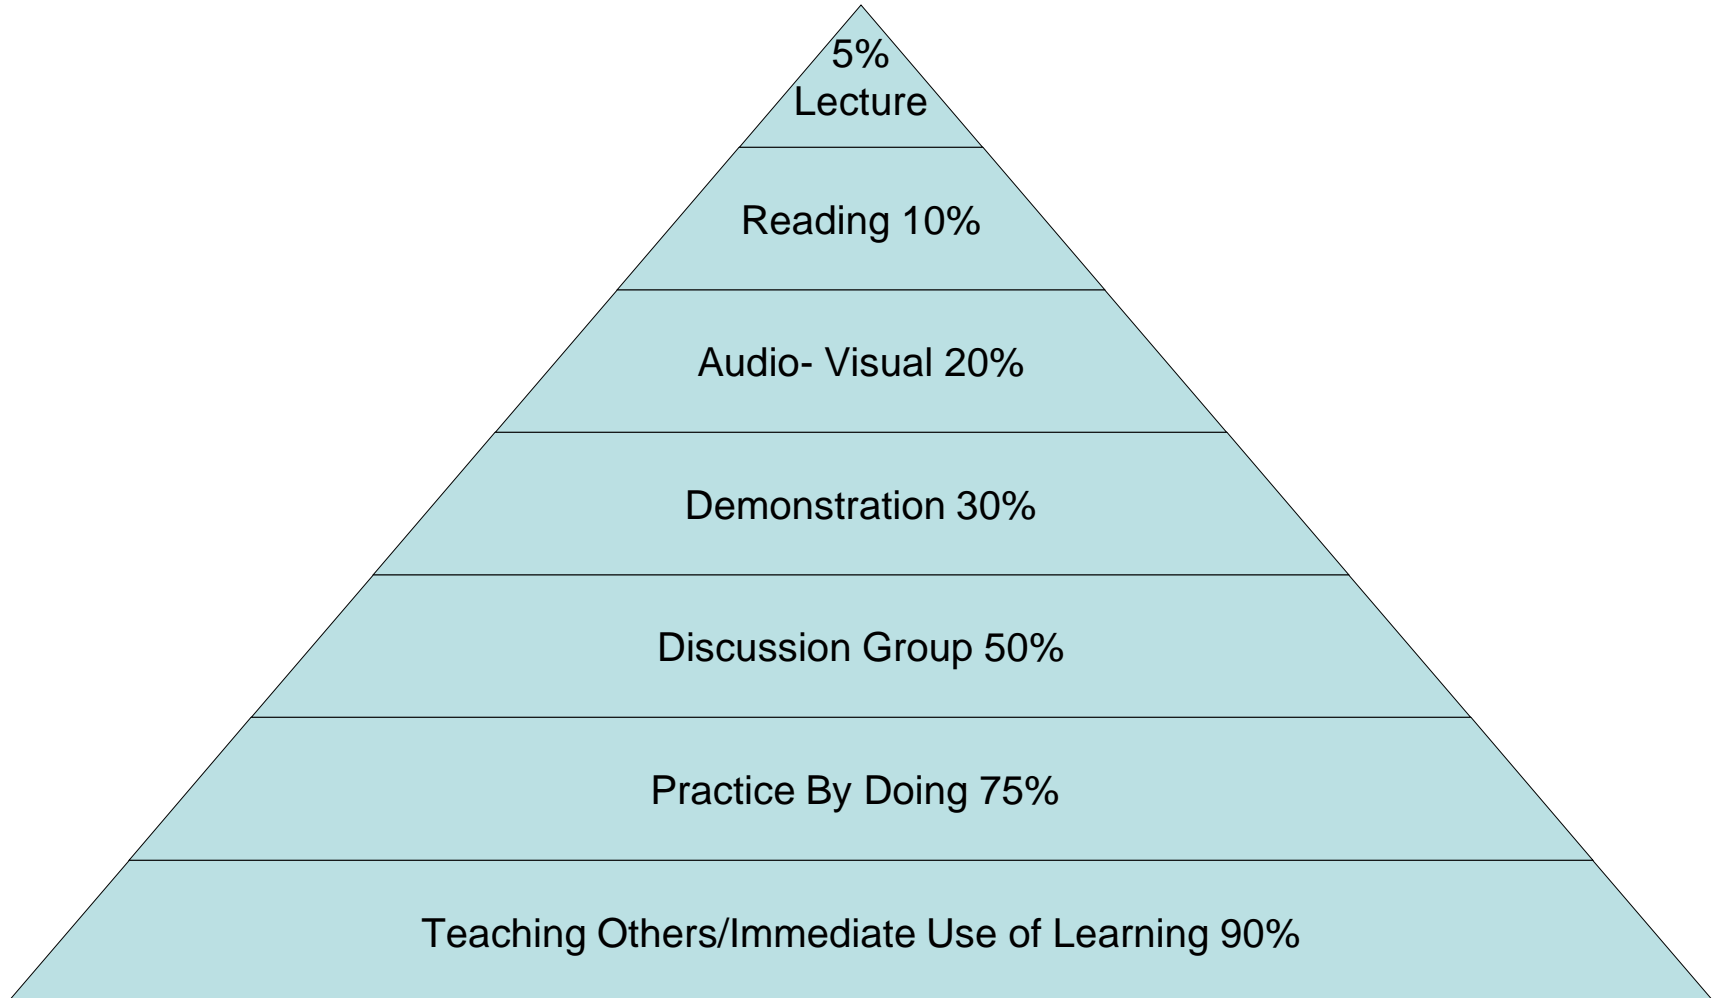 5%
Lecture
Reading 10%
Audio- Visual 20%
Demonstration 30%
Discussion Group 50%
Practice By Doing 75%
Teaching Others/Immediate Use of Learning 90%